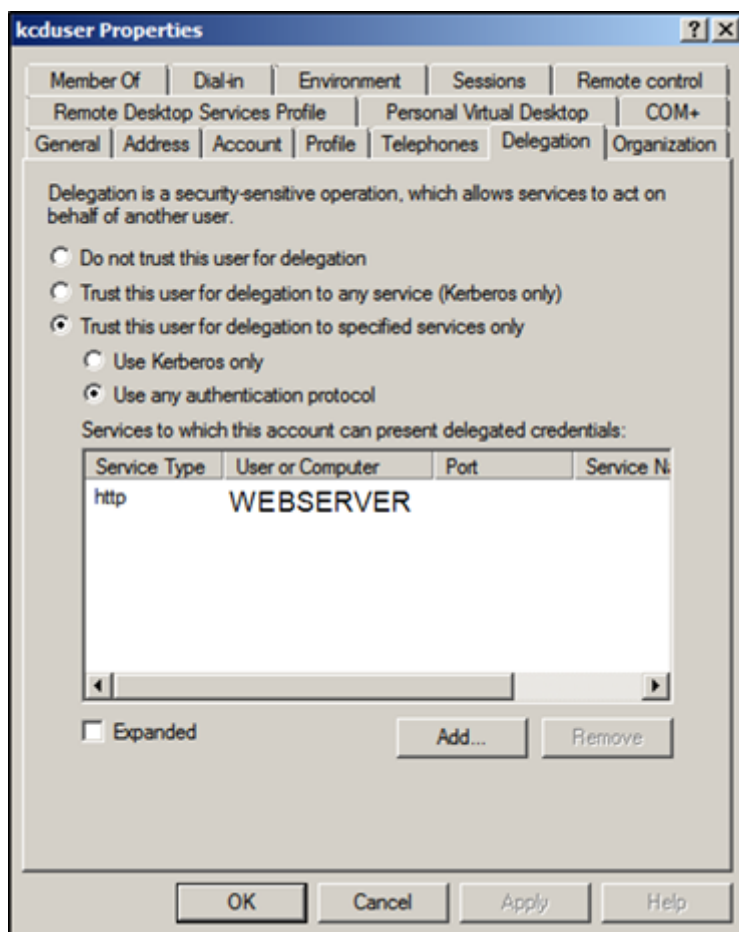 kcduser Properties
? X
Member Of Dial-in Environment Sessions Remote control
Remote Desktop Services Profile Personal Virtual Desktop COM+
General Address Account Profile Telephones Delegation Organization
Delegation is a security-sensitive operation, which allows services to act on
behalf of another user.
Do not trust this user for delegation
Trust this user for delegation to any service (Kerberos only)
Trust this user for delegation to specified services only
Use Kerberos only
Use any authentication protocol
Services to which this account can present delegated credentials:
Service Type User or Computer Port Service
http WEBSERVER
Expanded Add... Remove
OK Cancel Apply Help